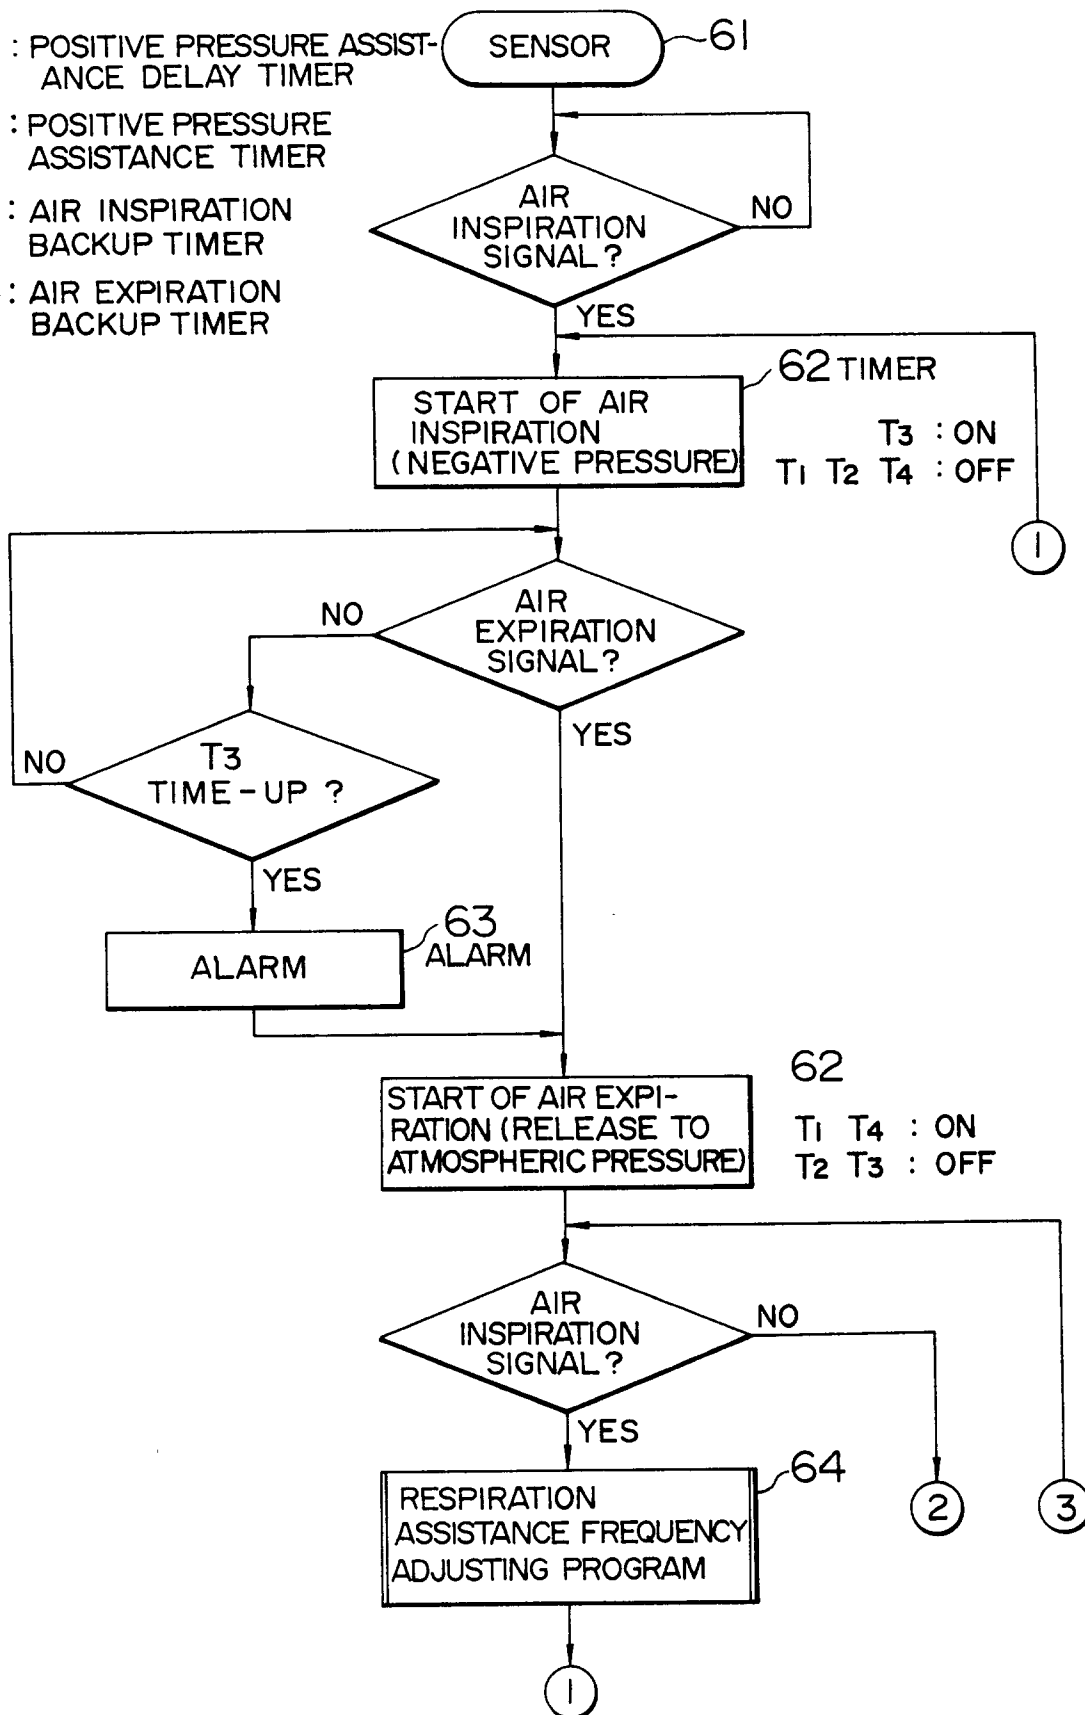 : POSITIVE PRESSURE ASSIST-
ANCE DELAY TIMER
: POSITIVE PRESSURE
ASSISTANCE TIMER
: AIR INSPIRATION
BACKUP TIMER
: AIR EXPIRATION
BACKUP TIMER
SENSOR
61
AIR
INSPIRATION
SIGNAL?
NO
YES
62 TIMER
START OF AIR
INSPIRATION
(NEGATIVE PRESSURE)
T3 : ON
T1 T2 T4 : OFF
1
AIR
EXPIRATION
SIGNAL?
NO
YES
T3
TIME-UP ?
NO
YES
63
ALARM
ALARM
62
START OF AIR EXPI-
RATION (RELEASE TO
ATMOSPHERIC PRESSURE)
T1 T4 : ON
T2 T3 : OFF
AIR
INSPIRATION
SIGNAL?
NO
YES
2
3
64
RESPIRATION
ASSISTANCE FREQUENCY
ADJUSTING PROGRAM
1